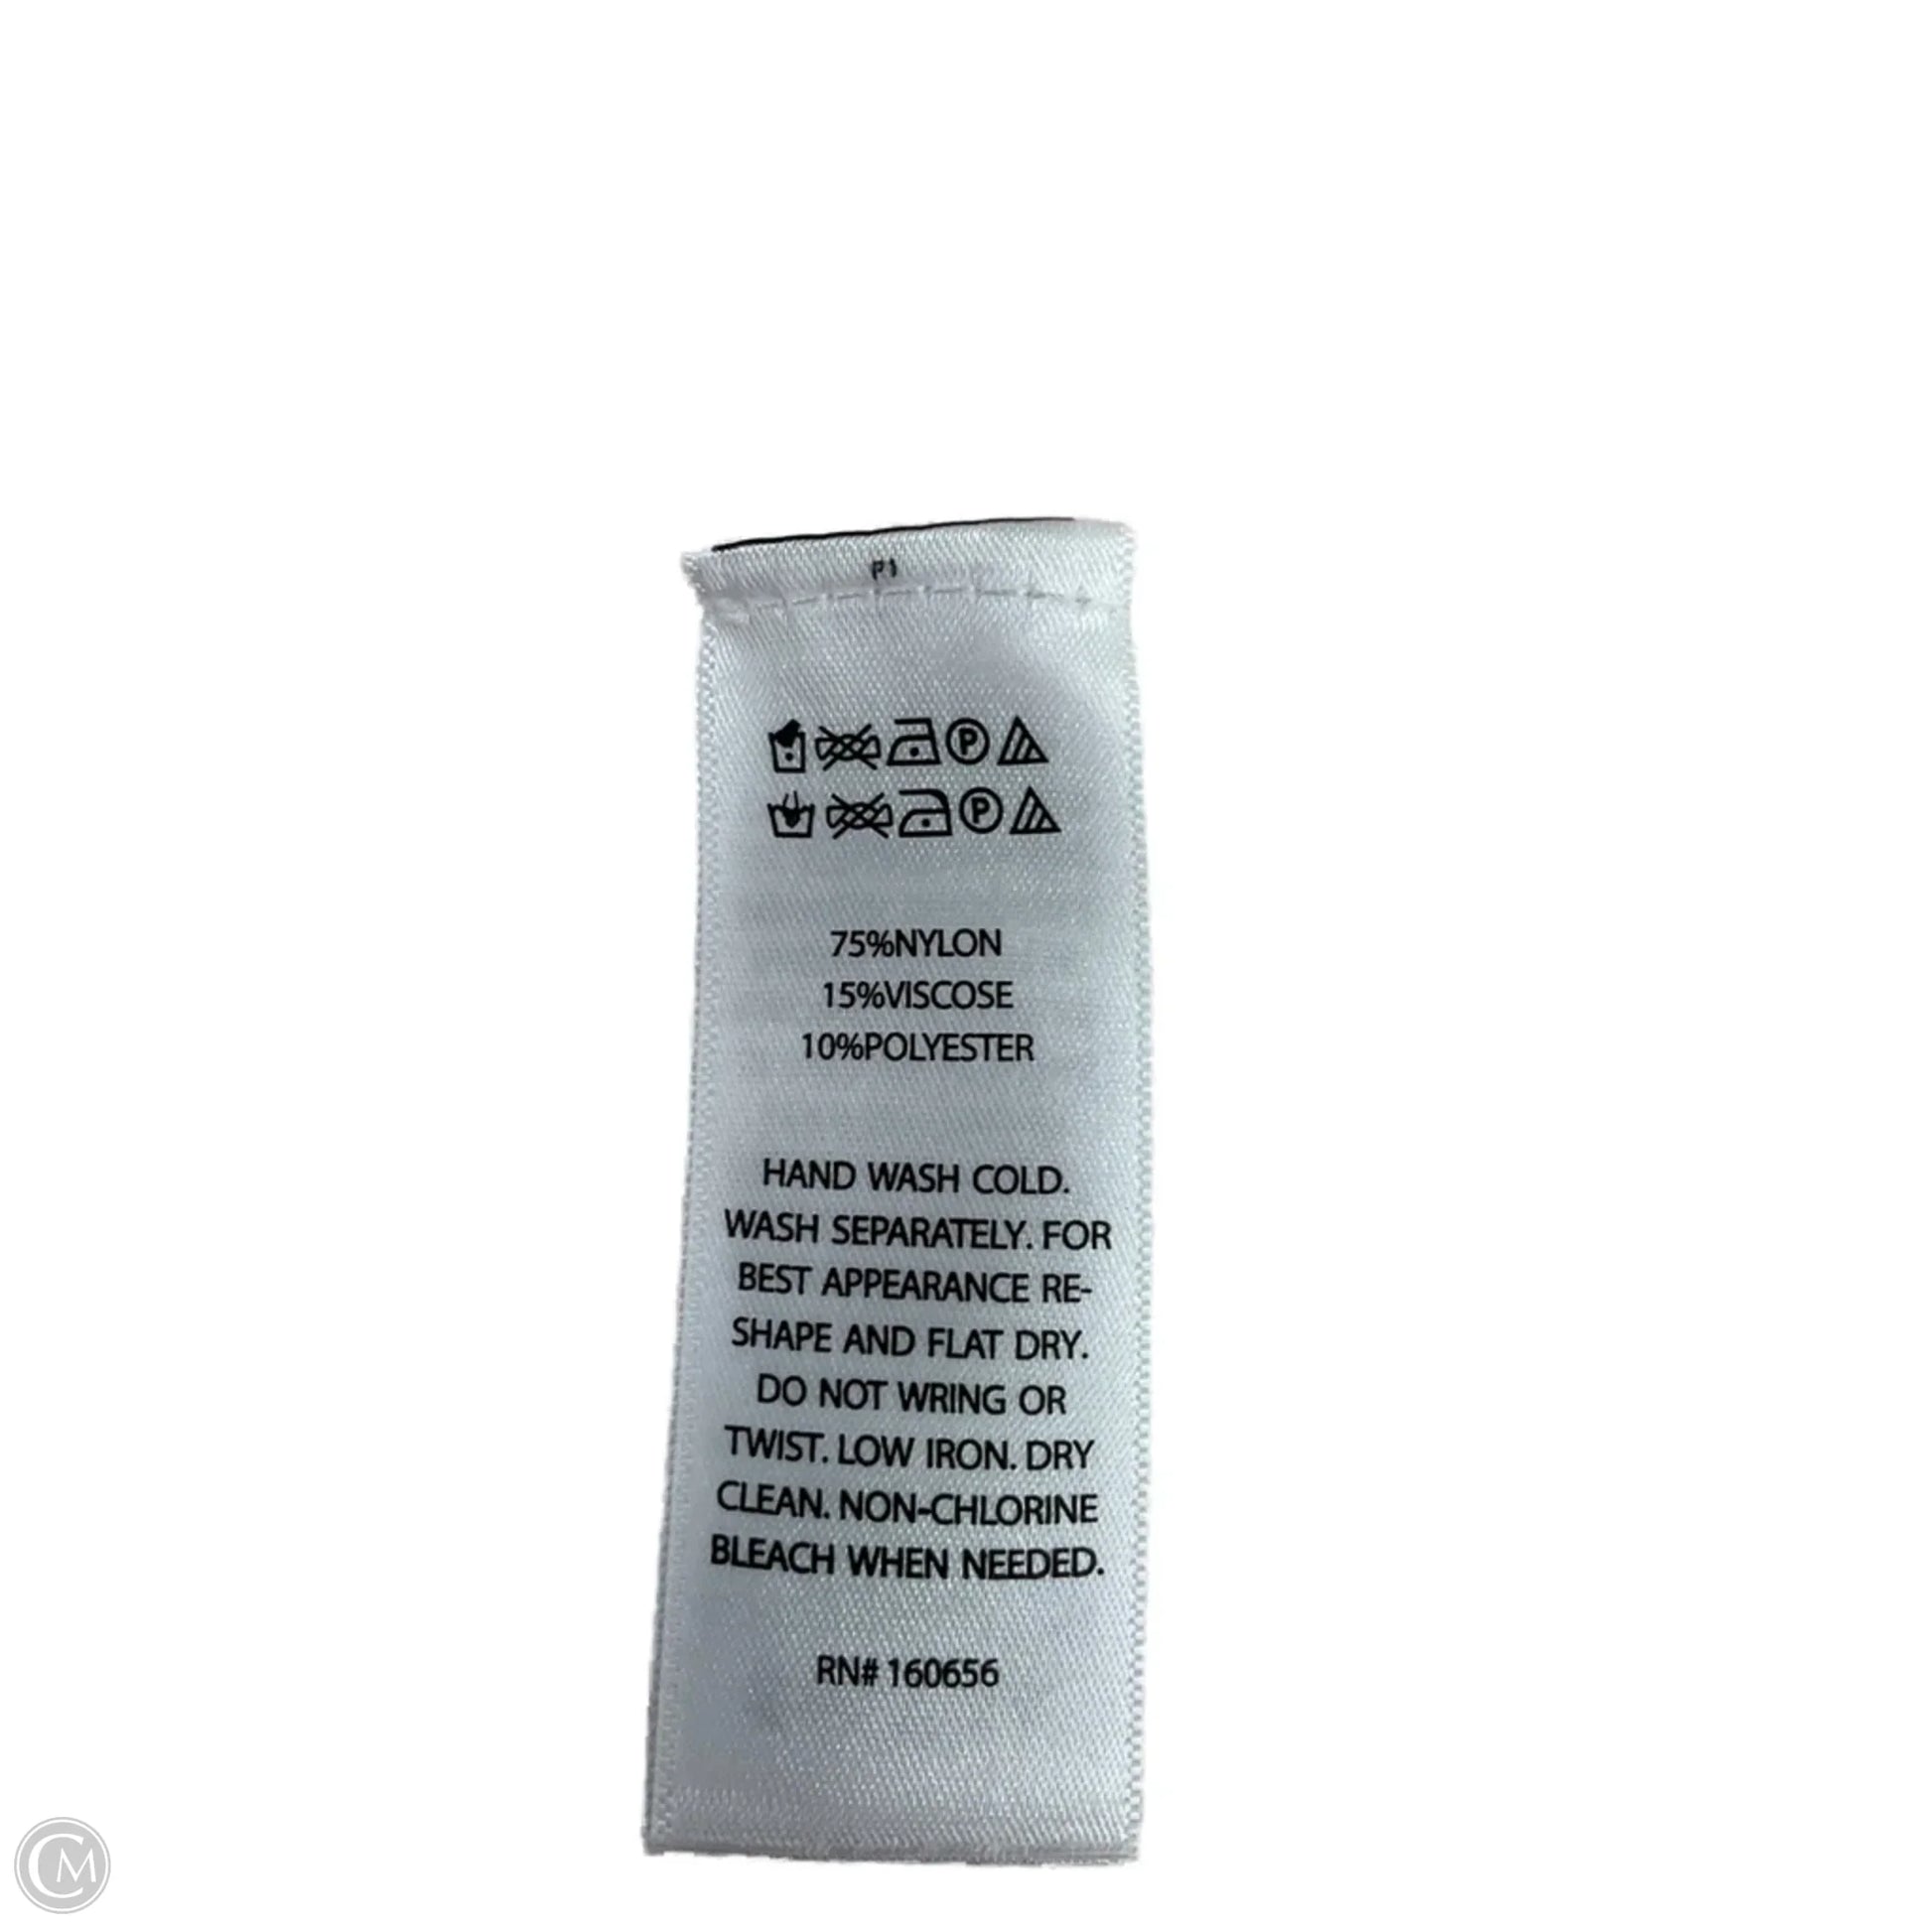 P1
P P
75%NYLON
15%VISCOSE
10%POLYESTER
HAND WASH COLD.
WASH SEPARATELY. FOR
BEST APPEARANCE RE-
SHAPE AND FLAT DRY.
DO NOT WRING OR
TWIST. LOW IRON. DRY
CLEAN. NON-CHLORINE
BLEACH WHEN NEEDED.
RN# 160656
CM